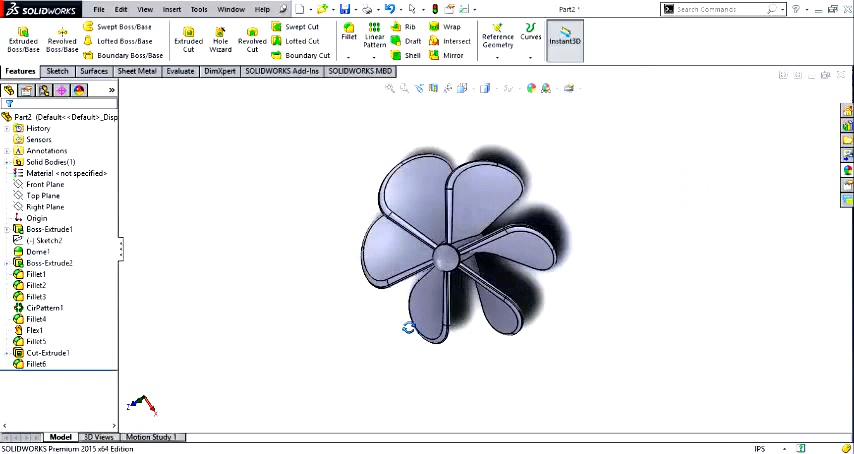 SOLIDWORKS File Edit View Insert Tools Window Help Part2 * Search Commands
Extruded Boss/Base Revolved Boss/Base Swept Boss/Base Lofted Boss/Base Boundary Boss/Base Extruded Cut Hole Wizard Revolved Cut Swept Cut Lofted Cut Boundary Cut Fillet Linear Pattern Rib Draft Shell Wrap Intersect Mirror Reference Geometry Curves Instant3D
Features Sketch Surfaces Sheet Metal Evaluate DimXpert SOLIDWORKS Add-Ins SOLIDWORKS MBD
Part2 (Default<<Default>_Disp
History
Sensors
Annotations
Solid Bodies(1)
Material <not specified>
Front Plane
Top Plane
Right Plane
Origin
Boss-Extrude1
(-) Sketch2
Dome1
Boss-Extrude2
Fillet1
Fillet2
Fillet3
CirPattern1
Fillet4
Flex1
Fillet5
Cut-Extrude1
Fillet6
Z X
Model 3D Views Motion Study 1
SOLIDWORKS Premium 2015 x64 Edition IPS